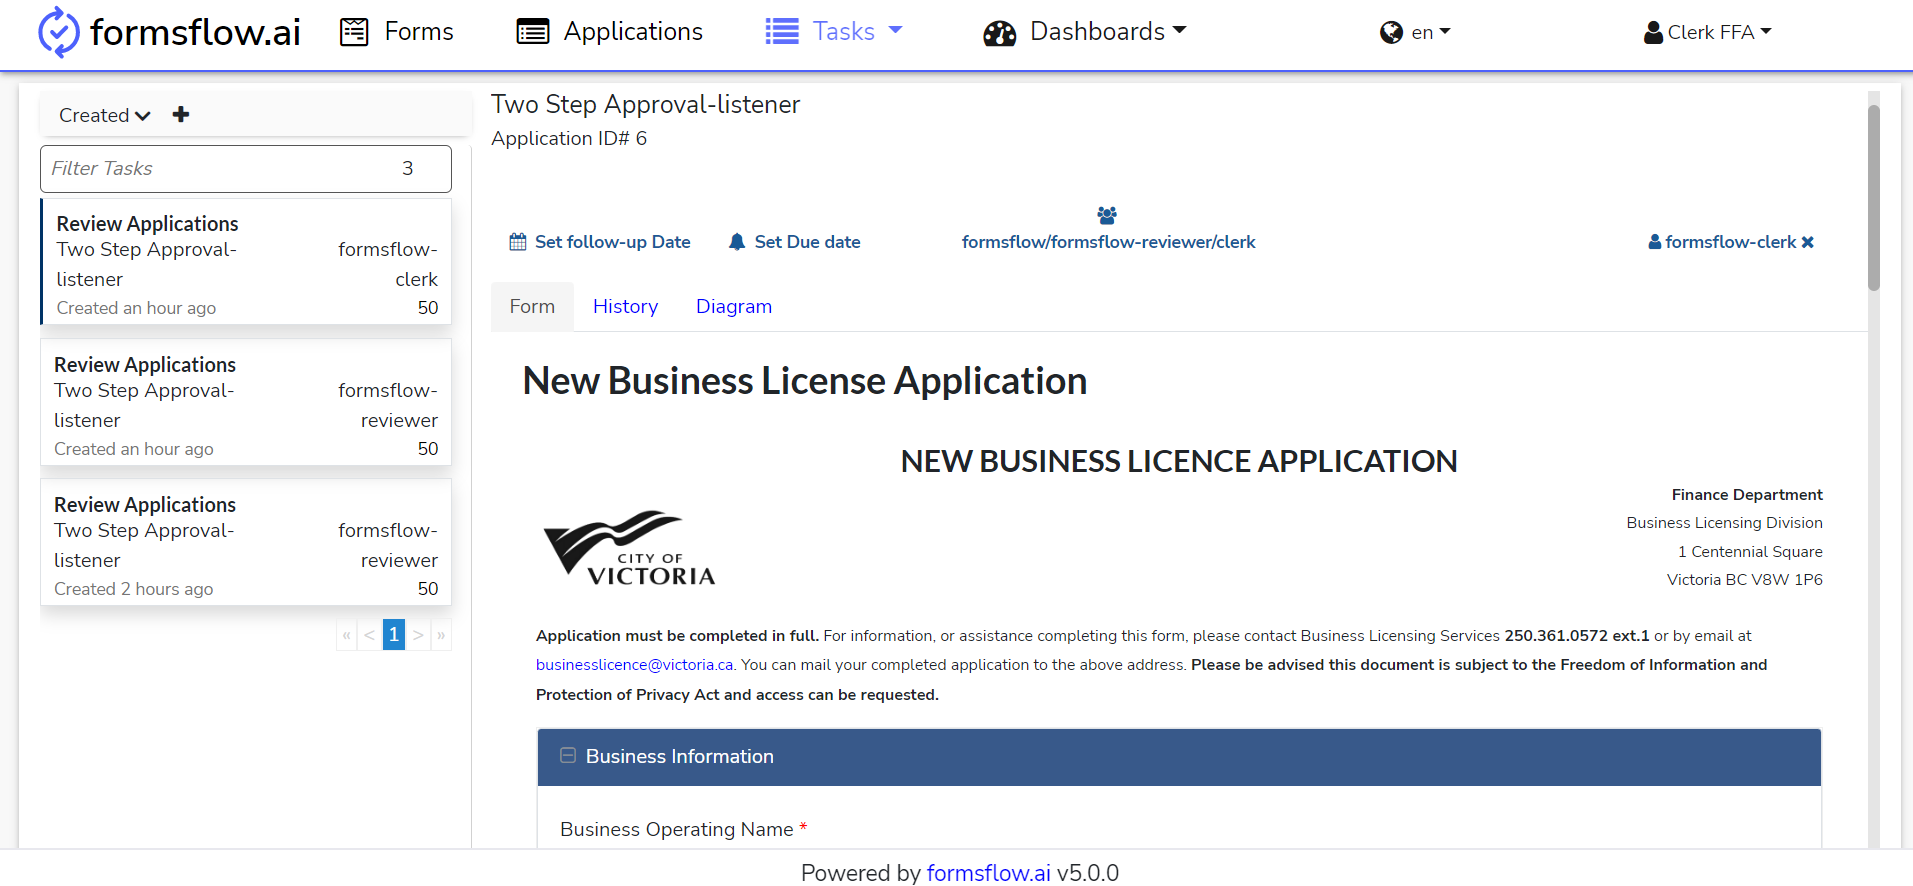 formsflow.ai Forms Applications Tasks Dashboards en Clerk FFA
Created
Filter Tasks 3
Review Applications
Two Step Approval- formsflow-
listener clerk
Created an hour ago 50
Review Applications
Two Step Approval- formsflow-
listener reviewer
Created an hour ago 50
Review Applications
Two Step Approval- formsflow-
listener reviewer
Created 2 hours ago 50
« < 1 > »
Two Step Approval-listener
Application ID# 6
Set follow-up Date Set Due date formsflow/formsflow-reviewer/clerk formsflow-clerk
Form History Diagram
New Business License Application
NEW BUSINESS LICENCE APPLICATION
Finance Department
Business Licensing Division
1 Centennial Square
Victoria BC V8W 1P6
CITY OF
VICTORIA
Application must be completed in full. For information, or assistance completing this form, please contact Business Licensing Services 250.361.0572 ext.1 or by email at
businesslicence@victoria.ca. You can mail your completed application to the above address. Please be advised this document is subject to the Freedom of Information and
Protection of Privacy Act and access can be requested.
Business Information
Business Operating Name *
Powered by formsflow.ai v5.0.0